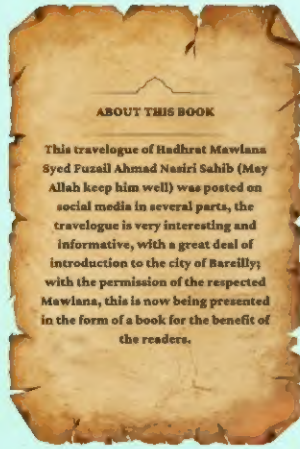 ABOUT THIS BOOK
This travelogue of Hadhrat Mawlana
Syed Fuzail Ahmad Nasiri Sahib (May
Allah keep him well) was posted on
social media in several parts, the
travelogue is very interesting and
informative, with a great deal of
introduction to the city of Bareilly;
with the permission of the respected
Mawlana, this is now being presented
in the form of a book for the benefit of
the readers.